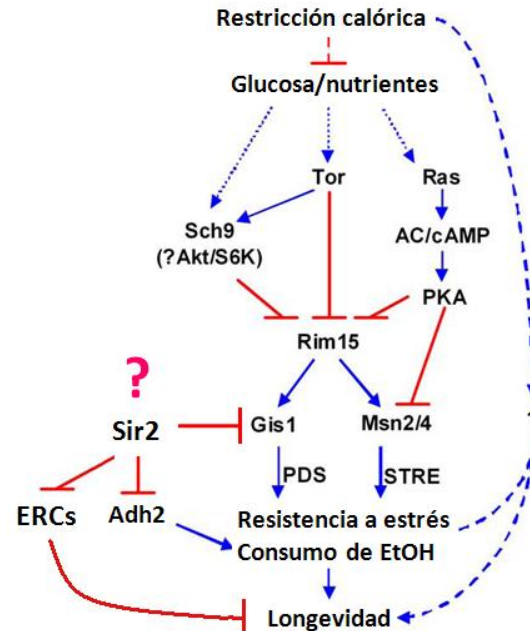 Restricción calórica
Glucosa/nutrientes
Tor
Ras
Sch9
(?Akt/S6K)
AC/cAMP
PKA
Rim15
?
Sir2
Gis1
Msn2/4
PDS
STRE
ERCs
Adh2
Resistencia a estrés
Consumo de EtOH
Longevidad